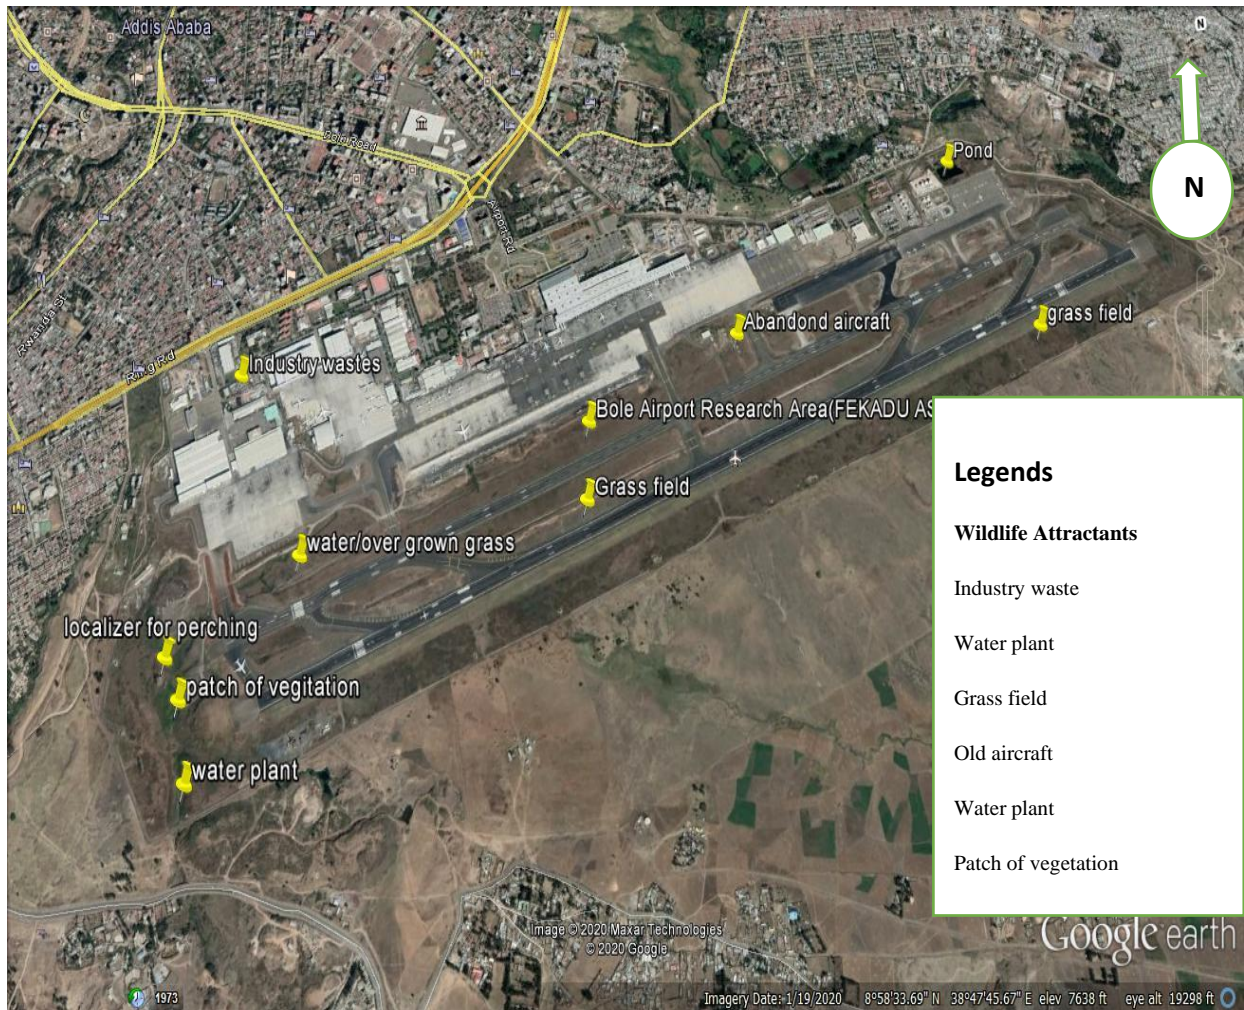 Addis Ababa
N
Bole Road
Pond
Airport Rd
Rwanda St
Abandond aircraft
grass field
Ring Rd
Industry wastes
N
Bole Airport Research Area(FEKADU AS
Grass field
water/over grown grass
localizer for perching
patch of vegitation
water plant
Legends
Wildlife Attractants
Industry waste
Water plant
Grass field
Old aircraft
Water plant
Patch of vegetation
Image © 2020 Maxar Technologies
© 2020 Google
Google earth
1973
Imagery Date: 1/19/2020 8°58'33.69" N 38°47'45.67" E elev 7638 ft eye alt 19298 ft